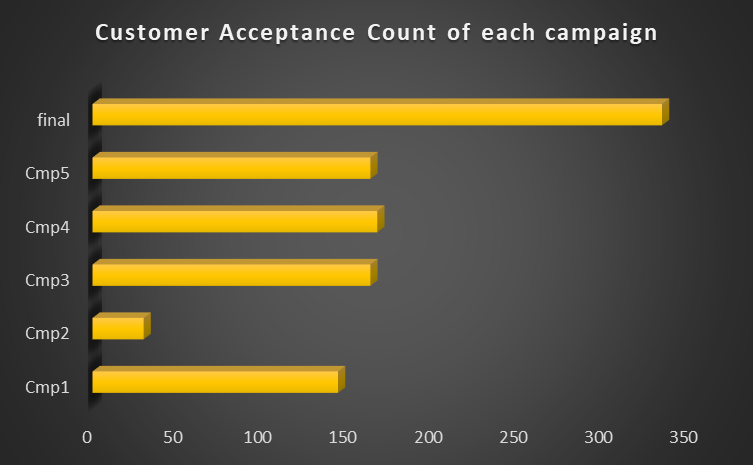 Customer Acceptance Count of each campaign
final
Cmp5
Cmp4
Cmp3
Cmp2
Cmp1
0 50 100 150 200 250 300 350